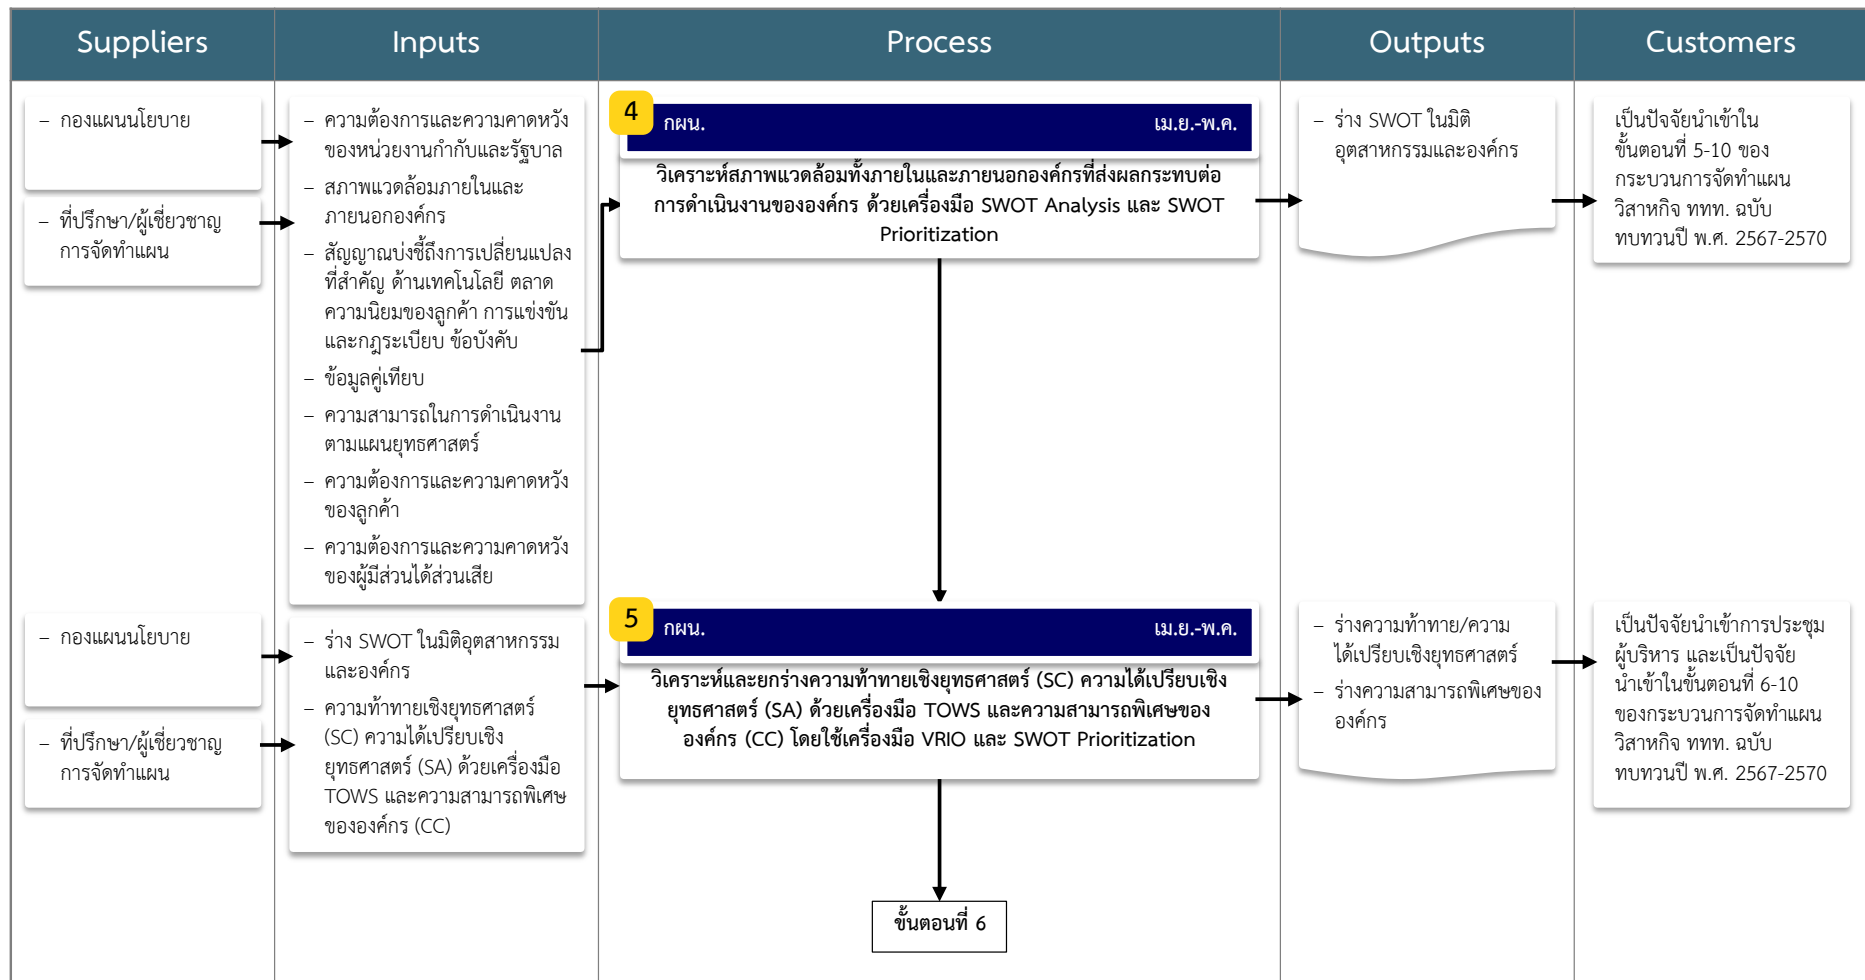 Suppliers
Inputs
Process
Outputs
Customers
– กองแผนนโยบาย
– ที่ปรึกษา/ผู้เชี่ยวชาญ
การจัดทำแผน
– ความต้องการและความคาดหวัง
ของหน่วยงานกำกับและรัฐบาล
– สภาพแวดล้อมภายในและ
ภายนอกองค์กร
– สัญญาณบ่งชี้ถึงการเปลี่ยนแปลง
ที่สำคัญ ด้านเทคโนโลยี ตลาด
ความนิยมของลูกค้า การแข่งขัน
และกฎระเบียบ ข้อบังคับ
– ข้อมูลคู่เทียบ
– ความสามารถในการดำเนินงาน
ตามแผนยุทธศาสตร์
– ความต้องการและความคาดหวัง
ของลูกค้า
– ความต้องการและความคาดหวัง
ของผู้มีส่วนได้ส่วนเสีย
4
กผน. เม.ย.-พ.ค.
วิเคราะห์สภาพแวดล้อมทั้งภายในและภายนอกองค์กรที่ส่งผลกระทบต่อ
การดำเนินงานขององค์กร ด้วยเครื่องมือ SWOT Analysis และ SWOT
Prioritization
– ร่าง SWOT ในมิติ
อุตสาหกรรมและองค์กร
เป็นปัจจัยนำเข้าใน
ขั้นตอนที่ 5-10 ของ
กระบวนการจัดทำแผน
วิสาหกิจ ททท. ฉบับ
ทบทวนปี พ.ศ. 2567-2570
– กองแผนนโยบาย
– ที่ปรึกษา/ผู้เชี่ยวชาญ
การจัดทำแผน
– ร่าง SWOT ในมิติอุตสาหกรรม
และองค์กร
– ความท้าทายเชิงยุทธศาสตร์
(SC) ความได้เปรียบเชิง
ยุทธศาสตร์ (SA) ด้วยเครื่องมือ
TOWS และความสามารถพิเศษ
ขององค์กร (CC)
5
กผน. เม.ย.-พ.ค.
วิเคราะห์และยกร่างความท้าทายเชิงยุทธศาสตร์ (SC) ความได้เปรียบเชิง
ยุทธศาสตร์ (SA) ด้วยเครื่องมือ TOWS และความสามารถพิเศษของ
องค์กร (CC) โดยใช้เครื่องมือ VRIO และ SWOT Prioritization
– ร่างความท้าทาย/ความ
ได้เปรียบเชิงยุทธศาสตร์
– ร่างความสามารถพิเศษของ
องค์กร
เป็นปัจจัยนำเข้าการประชุม
ผู้บริหาร และเป็นปัจจัย
นำเข้าในขั้นตอนที่ 6-10
ของกระบวนการจัดทำแผน
วิสาหกิจ ททท. ฉบับ
ทบทวนปี พ.ศ. 2567-2570
ขั้นตอนที่ 6